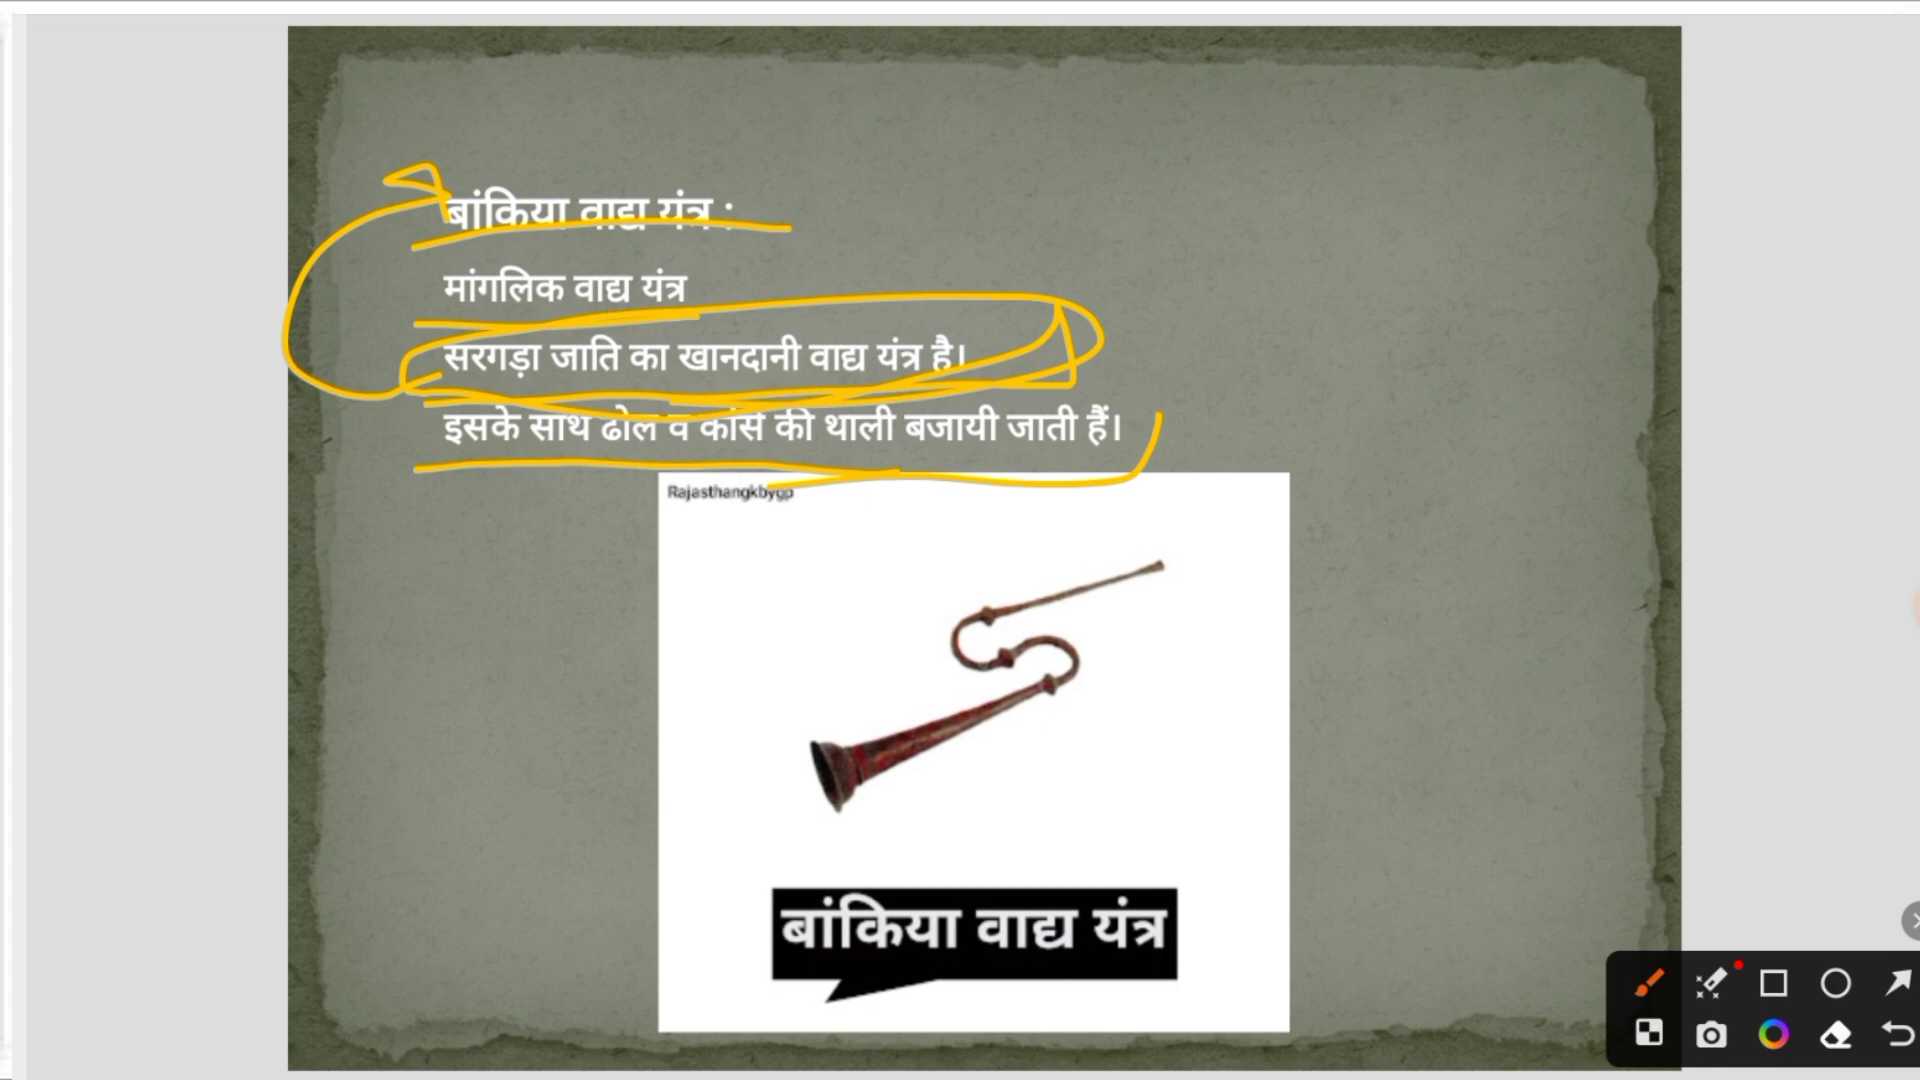 बांकिया वाद्य यंत्र :
मांगलिक वाद्य यंत्र
सरगड़ा जाति का खानदानी वाद्य यंत्र है।
इसके साथ ढोल व कांसे की थाली बजायी जाती हैं।
Rajasthangkbygp
बांकिया वाद्य यंत्र